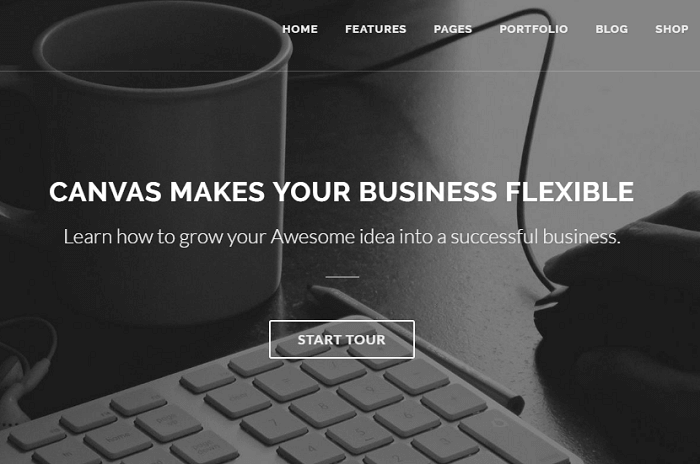 HOME FEATURES PAGES PORTFOLIO BLOG SHOP
CANVAS MAKES YOUR BUSINESS FLEXIBLE
Learn how to grow your Awesome idea into a successful business.
START TOUR